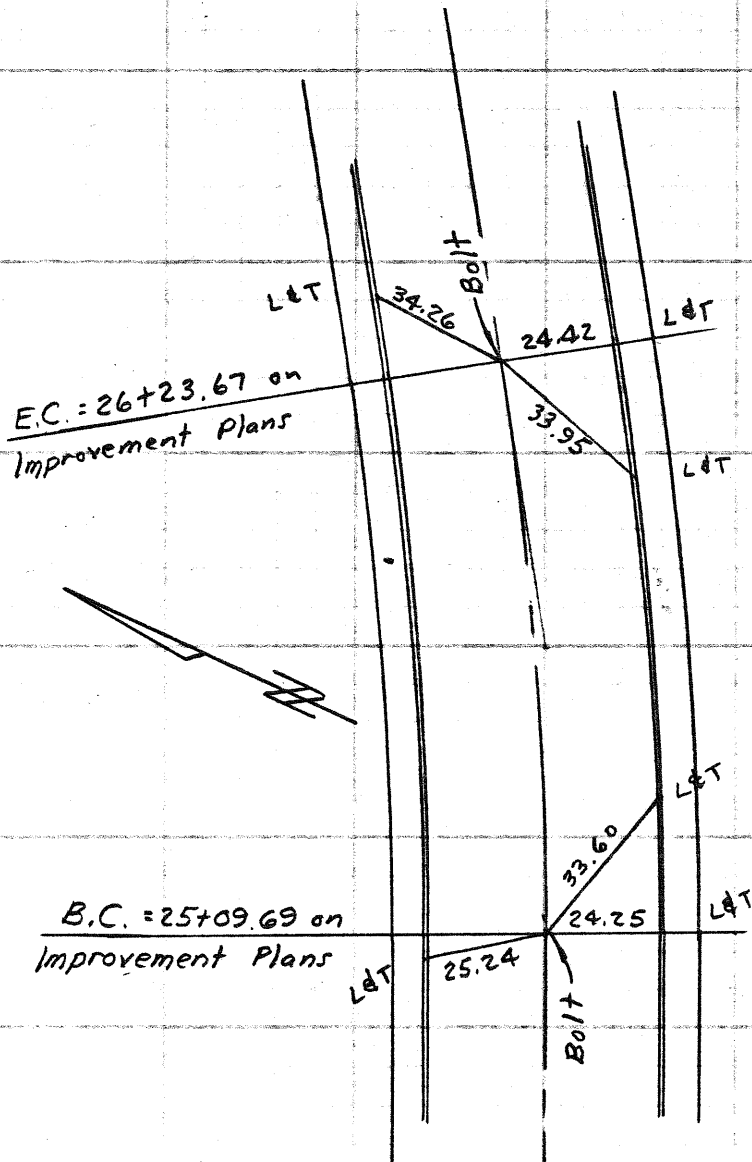 Bolt
L&T
34.26
24.42
L&T
E.C. = 26+23.67 on
Improvement Plans
33.95
L&T
L&T
33.60
B.C. = 25+09.69 on
Improvement Plans
24.25
L&T
25.24
L&T
Bolt